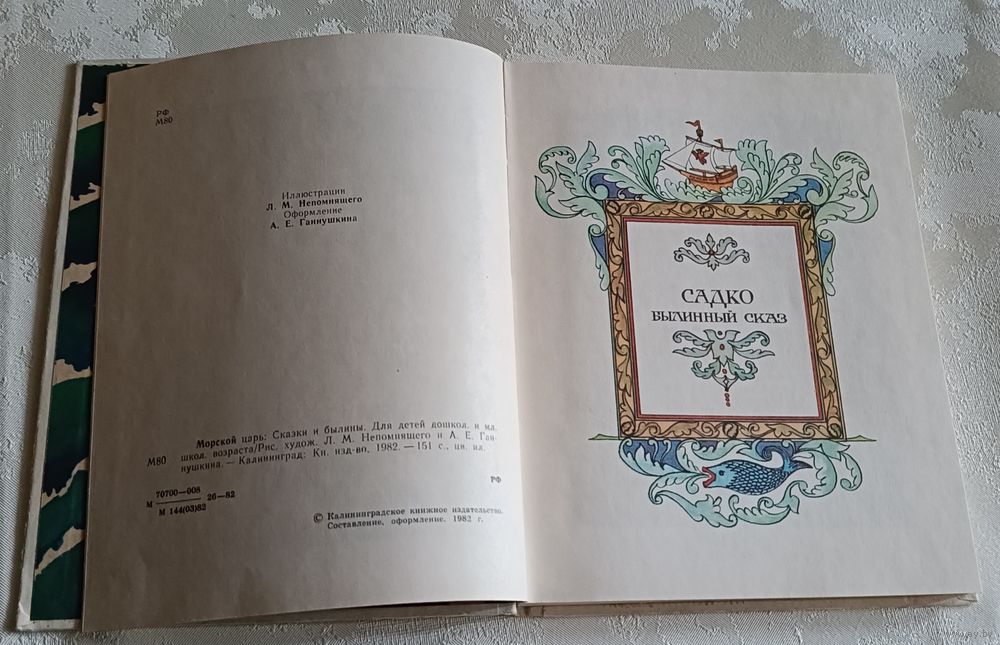 РФ
М80
Иллюстрации
Л. М. Непомнящего
Оформление
А. Е. Ганнушкина
Морской царь: Сказки и былины. Для детей дошкол. и мл.
М80 школ. возраста/Рис. худож. Л. М. Непомнящего и А. Е. Ган-
нушкина. — Калининград: Кн. изд-во, 1982. — 151 с., цв. ил.
РФ
М 70700—008 26—82
М 144(03)82
© Калининградское книжное издательство.
Составление, оформление. 1982 г.
САДКО
БЫЛИННЫЙ СКАЗ